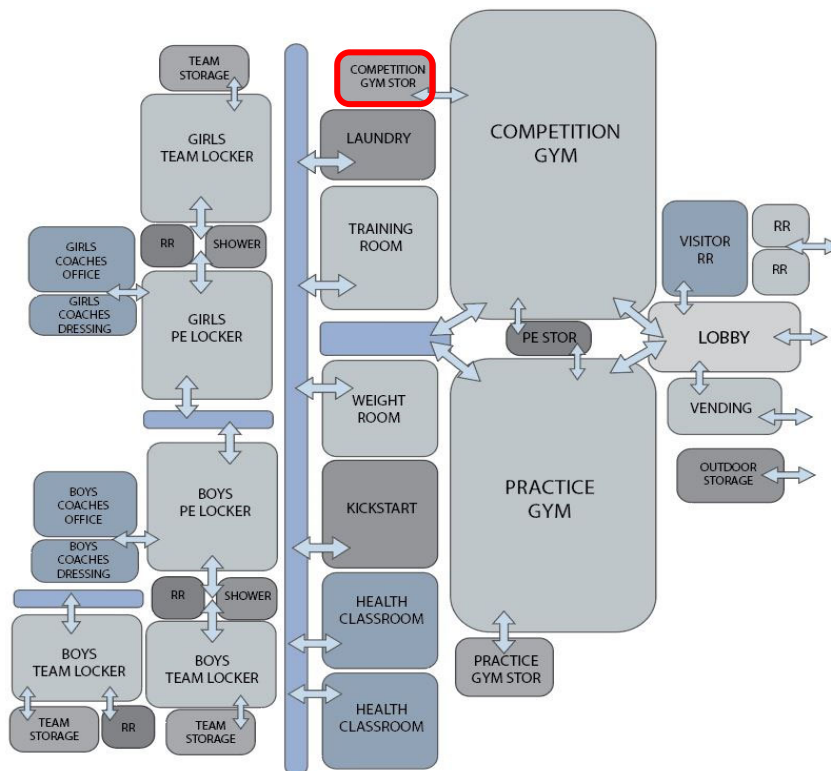 TEAM
STORAGE
GIRLS
TEAM LOCKER
RR
SHOWER
GIRLS
COACHES
OFFICE
GIRLS
COACHES
DRESSING
GIRLS
PE LOCKER
BOYS
PE LOCKER
BOYS
COACHES
OFFICE
BOYS
COACHES
DRESSING
RR
SHOWER
BOYS
TEAM LOCKER
BOYS
TEAM LOCKER
TEAM
STORAGE
RR
TEAM
STORAGE
COMPETITION
GYM STOR
LAUNDRY
TRAINING
ROOM
WEIGHT
ROOM
KICKSTART
HEALTH
CLASSROOM
HEALTH
CLASSROOM
COMPETITION
GYM
PE STOR
PRACTICE
GYM
PRACTICE
GYM STOR
VISITOR
RR
RR
RR
LOBBY
VENDING
OUTDOOR
STORAGE